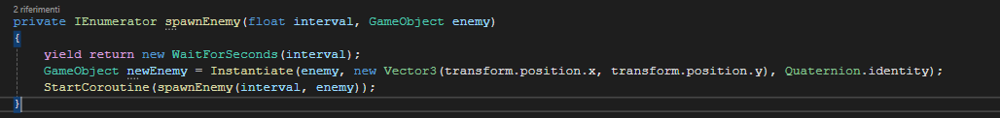 2 riferimenti
private IEnumerator spawnEnemy(float interval, GameObject enemy)
{
yield return new WaitForSeconds(interval);
GameObject newEnemy = Instantiate(enemy, new Vector3(transform.position.x, transform.position.y), Quaternion.identity);
StartCoroutine(spawnEnemy(interval, enemy));
}